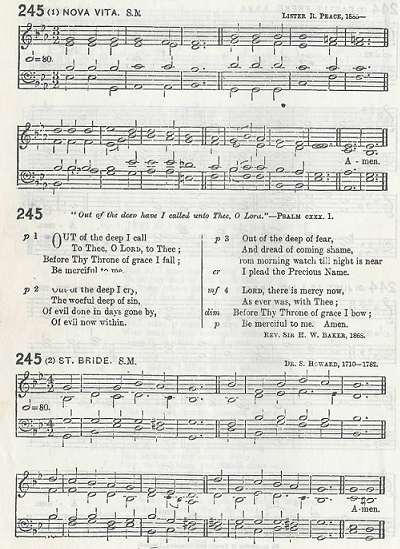 245 (1) NOVA VITA. S.M. LISTER R. PEACE, 1885—
=80.
A - men.
245 "Out of the deep have I called unto Thee, O Lord."—PSALM CXXX. 1.
p 1 OUT of the deep I call
To Thee, O LORD, to Thee;
Before Thy Throne of grace I fall;
Be merciful to me.
p 2 Out of the deep I cry,
The woeful deep of sin,
Of evil done in days gone by,
Of evil now within.
p 3 Out of the deep of fear,
And dread of coming shame,
rom morning watch till night is near
cr I plead the Precious Name.
mf 4 LORD, there is mercy now,
As ever was, with Thee;
dim Before Thy Throne of grace I bow;
p Be merciful to me. Amen.
REV. SIR H. W. BAKER, 1868.
245 (2) ST. BRIDE. S.M. DR. S. HOWARD, 1710—1782.
=80.
A-men.